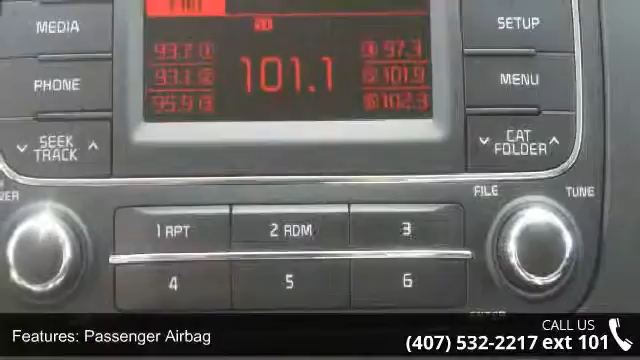 MEDIA
SETUP
93.7 1
3 97.3
PHONE
93.1 2
101.1
5 101.9
MENU
95.9 3
6 102.3
SEEK TRACK
CAT FOLDER
FILE
TUNE
1 RPT
2 RDM
3
4
5
6
Features: Passenger Airbag
CALL US
(407) 532-2217 ext 101